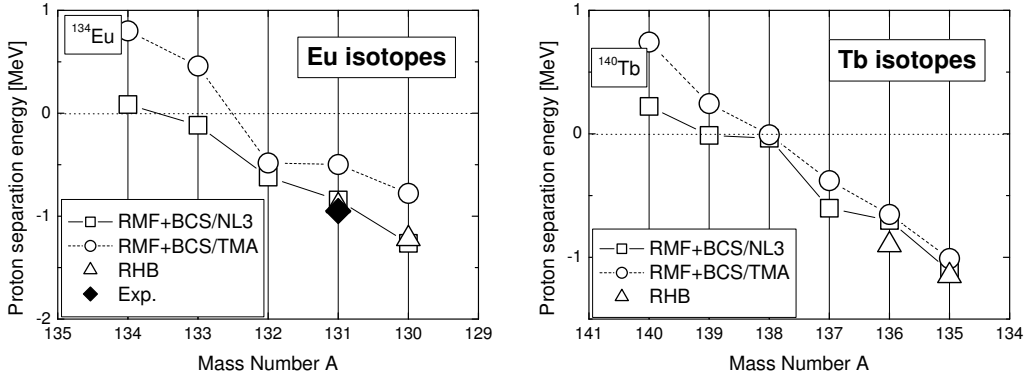 Proton separation energy [MeV]
1
0
-1
-2
¹³⁴Eu
Eu isotopes
RMF+BCS/NL3
RMF+BCS/TMA
RHB
Exp.
135 134 133 132 131 130 129
Mass Number A
Proton separation energy [MeV]
1
0
-1
¹⁴⁰Tb
Tb isotopes
RMF+BCS/NL3
RMF+BCS/TMA
RHB
141 140 139 138 137 136 135 134
Mass Number A